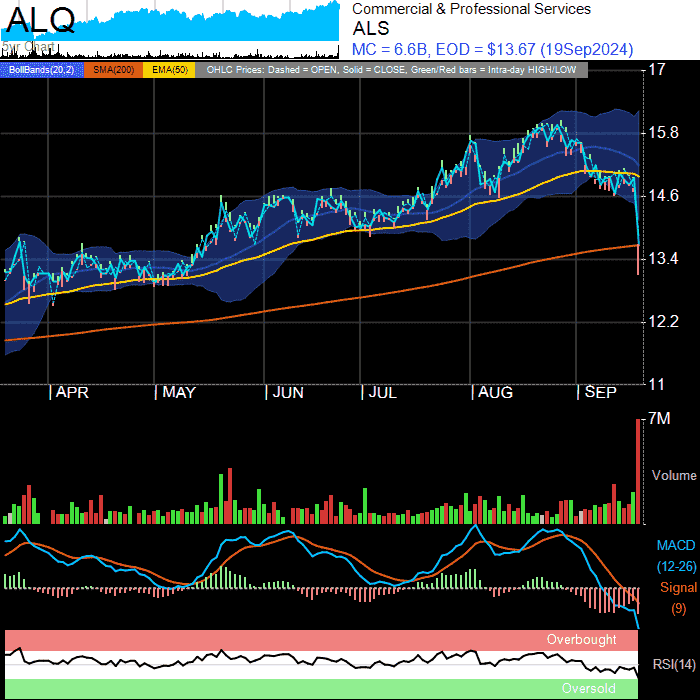 ALQ
5yr Chart
Commercial & Professional Services
ALS
MC = 6.6B, EOD = $13.67 (19Sep2024)
BollBands(20,2) SMA(200) EMA(50) OHLC Prices: Dashed = OPEN, Solid = CLOSE, Green/Red bars = Intra-day HIGH/LOW
17
15.8
14.6
13.4
12.2
11
APR MAY JUN JUL AUG SEP
7M
Volume
MACD
(12-26)
Signal
(9)
Overbought
RSI(14)
Oversold